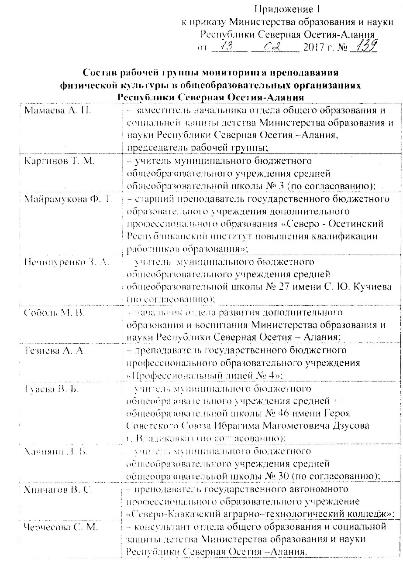 Приложение 1
к приказу Министерства образования и науки
Республики Северная Осетия-Алания
от 13 02 2017 г. № 139
Состав рабочей группы мониторинга преподавания
физической культуры в общеобразовательных организациях
Республики Северная Осетия-Алания
Мамаева А. П. – заместитель начальника отдела общего образования и
социальной защиты детства Министерства образования и
науки Республики Северная Осетия –Алания,
председатель рабочей группы;
Каргинов Т. М. – учитель муниципального бюджетного
общеобразовательного учреждения средней
общеобразовательной школы № 3 (по согласованию);
Майрамукова Ф. – старший преподаватель государственного бюджетного
образовательного учреждения дополнительного
профессионального образования «Северо - Осетинский
Республиканский институт повышения квалификации
работников образования»;
Нечипуренко учитель муниципального бюджетного
общеобразовательного учреждения средней
общеобразовательной школы № 27 имени С. Ю. Кучиева
(по согласованию);
Соболь М. В. – начальник отдела развития дополнительного
образования и воспитания Министерства образования и
науки Республики Северная Осетия – Алания;
Тезиева А. А – преподаватель государственного бюджетного
профессионального образовательного учреждения
«Профессиональный лицей № 4»;
Туаева В. Б. – учитель муниципального бюджетного
общеобразовательного учреждения средней
общеобразовательной школы № 46 имени Героя
Советского Союза Ибрагима Магометовича Дзусова
г. Владикавказ (по согласованию);
– учитель муниципального бюджетного
общеобразовательного учреждения средней
общеобразовательной школы № 30 (по согласованию);
Хинчагов В. С. – преподаватель государственного автономного
профессионального образовательного учреждение
«Северо-Кавказский аграрно–технологический колледж»;
Черчесова С. М. – консультант отдела общего образования и социальной
защиты детства Министерства образования и науки
Республики Северная Осетия–Алания.